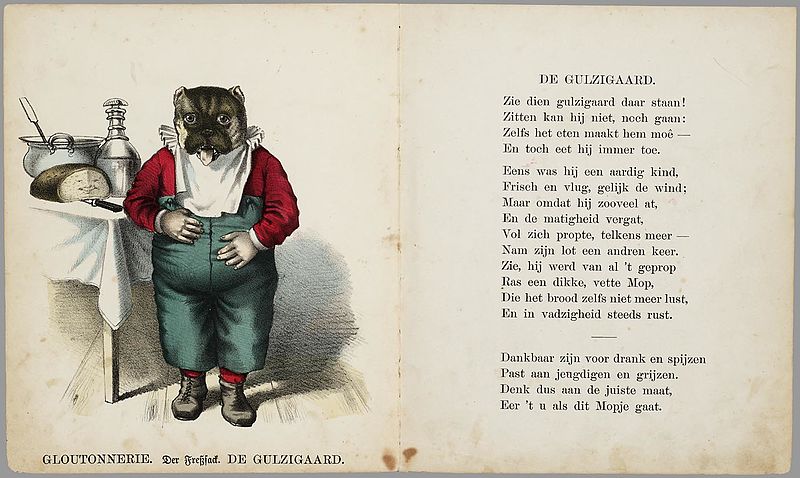 GLOUTONNERIE. Der Freßsack. DE GULZIGAARD.
DE GULZIGAARD.
Zie dien gulzigaard daar staan!
Zitten kan hij niet, noch gaan:
Zelfs het eten maakt hem moê —
En toch eet hij immer toe.
Eens was hij een aardig kind,
Frisch en vlug, gelijk de wind;
Maar omdat hij zooveel at,
En de matigheid vergat,
Vol zich propte, telkens meer —
Nam zijn lot een andren keer.
Zie, hij werd van al 't geprop
Ras een dikke, vette Mop,
Die het brood zelfs niet meer lust,
En in vadzigheid steeds rust.
Dankbaar zijn voor drank en spijzen
Past aan jeugdigen en grijzen.
Denk dus aan de juiste maat,
Eer 't u als dit Mopje gaat.